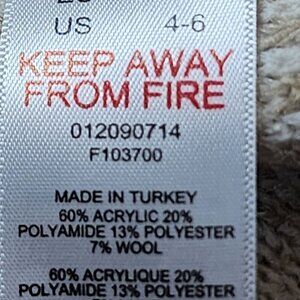 US 4-6
KEEP AWAY
FROM FIRE
012090714
F103700
MADE IN TURKEY
60% ACRYLIC 20%
POLYAMIDE 13% POLYESTER
7% WOOL
60% ACRYLIQUE 20%
POLYAMIDE 13% POLYESTER